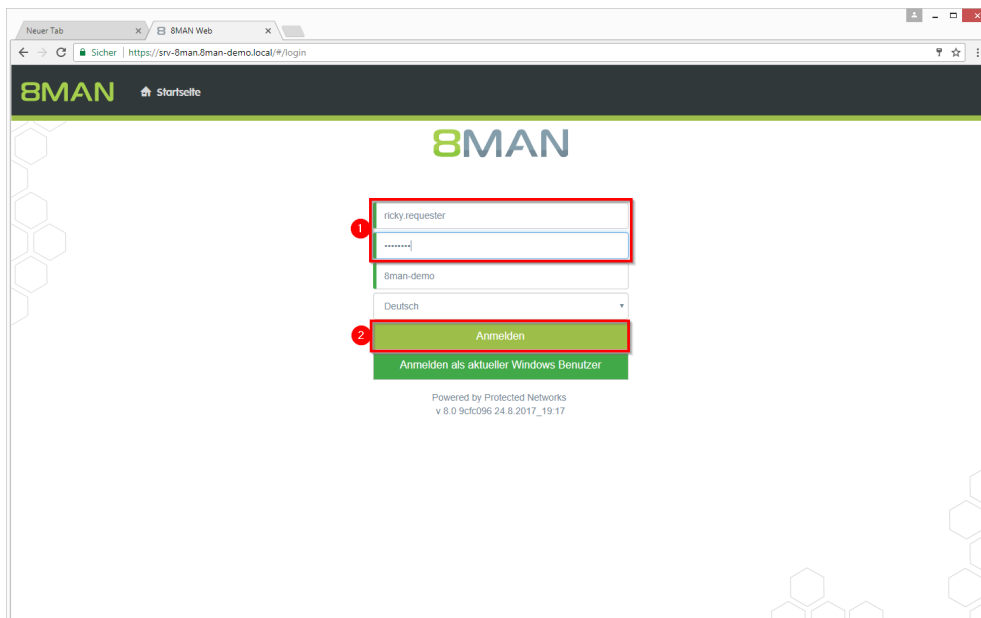 Neuer Tab
8MAN Web
Sicher
https://srv-8man.8man-demo.local/#/login
8MAN
Startseite
8MAN
1
ricky.requester
••••••••
8man-demo
Deutsch
2
Anmelden
Anmelden als aktueller Windows Benutzer
Powered by Protected Networks
v 8.0 9cfc096 24.8.2017_19:17